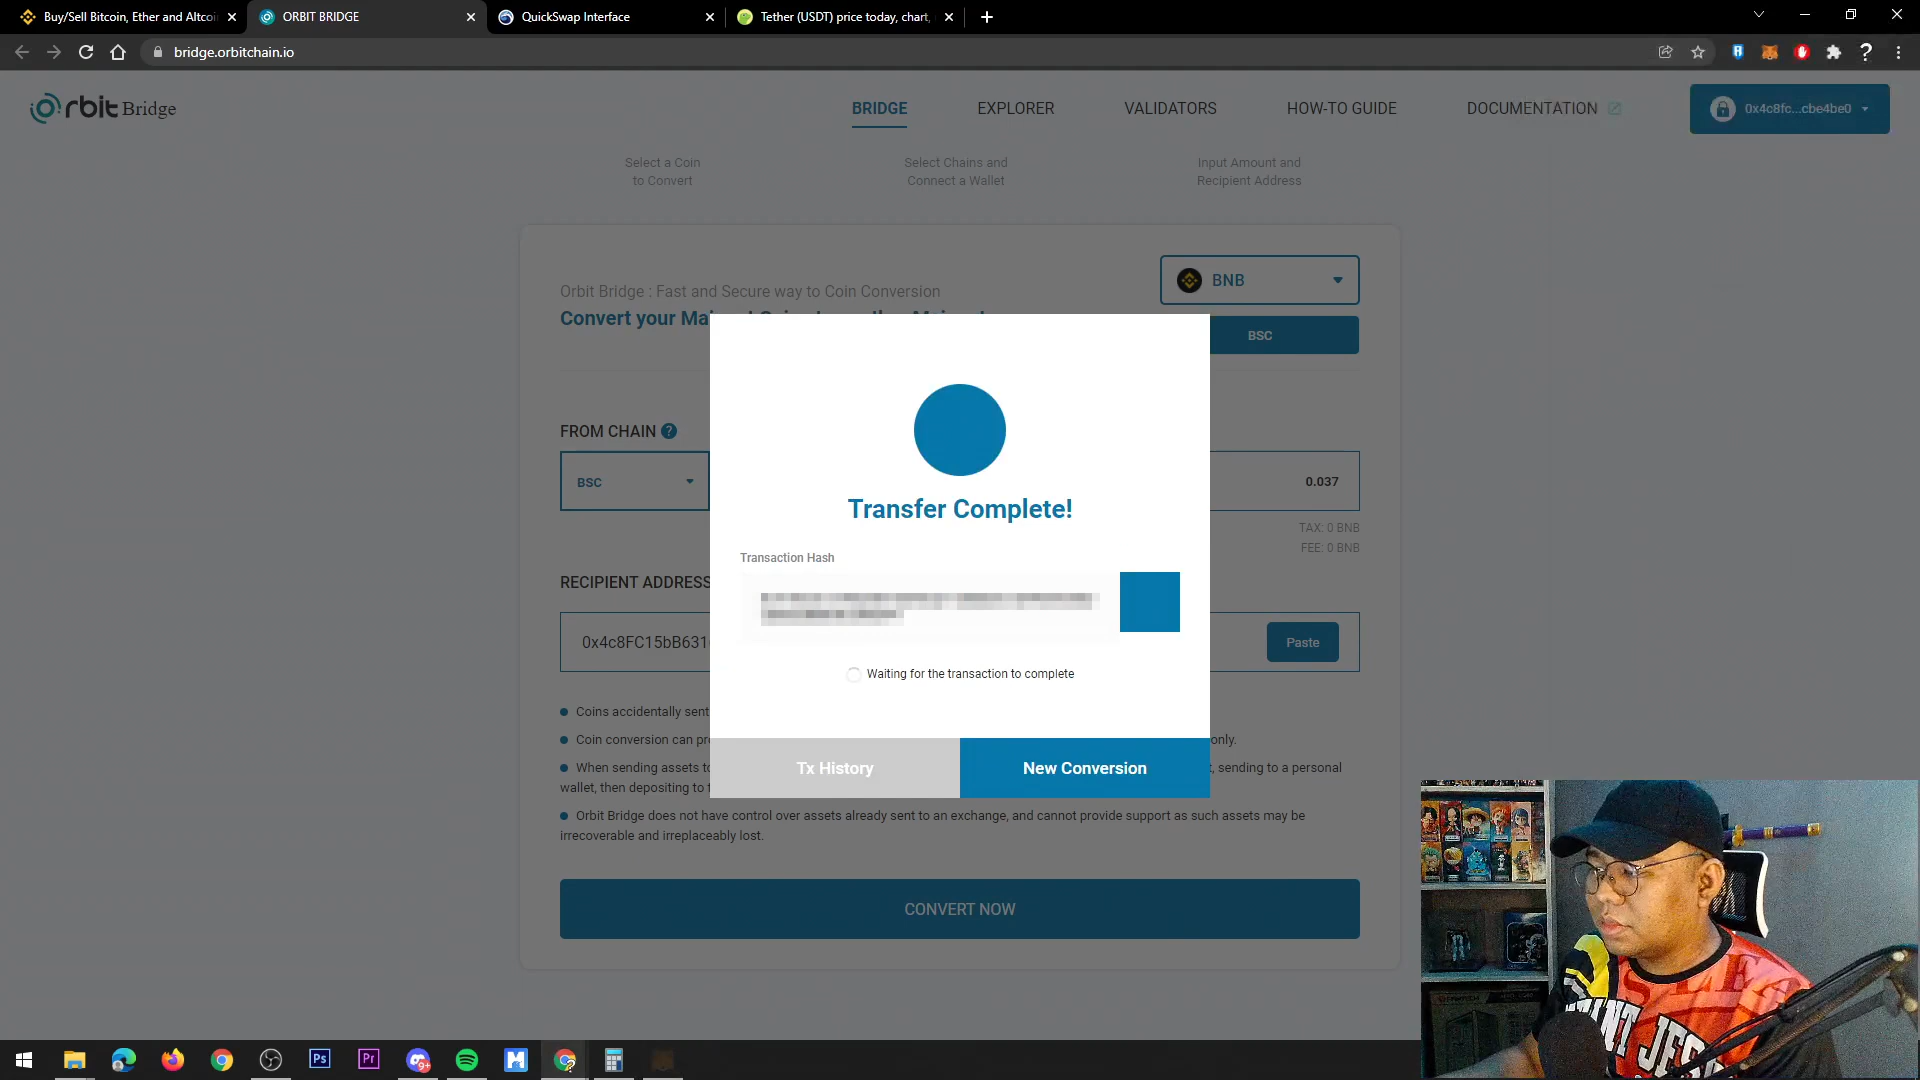 Buy/Sell Bitcoin, Ether and Altcoi
ORBIT BRIDGE
QuickSwap Interface
Tether (USDT) price today, chart,
bridge.orbitchain.io
Orbit Bridge
BRIDGE
EXPLORER
VALIDATORS
HOW-TO GUIDE
DOCUMENTATION
0x4c8fc...cbe4be0
Select a Coin
to Convert
Select Chains and
Connect a Wallet
Input Amount and
Recipient Address
Orbit Bridge : Fast and Secure way to Coin Conversion
Convert your
BNB
BSC
FROM CHAIN ?
BSC
0.037
TAX: 0 BNB
FEE: 0 BNB
RECIPIENT ADDRESS
0x4c8FC15bB631
Paste
Transfer Complete!
Transaction Hash
Waiting for the transaction to complete
Tx History
New Conversion
Coins accidentally sent
Coin conversion can
only.
When sending assets
, sending to a personal
wallet, then depositing to
Orbit Bridge does not have control over assets already sent to an exchange, and cannot provide support as such assets may be
irrecoverable and irreplaceably lost.
CONVERT NOW
Ps
Pr
9+